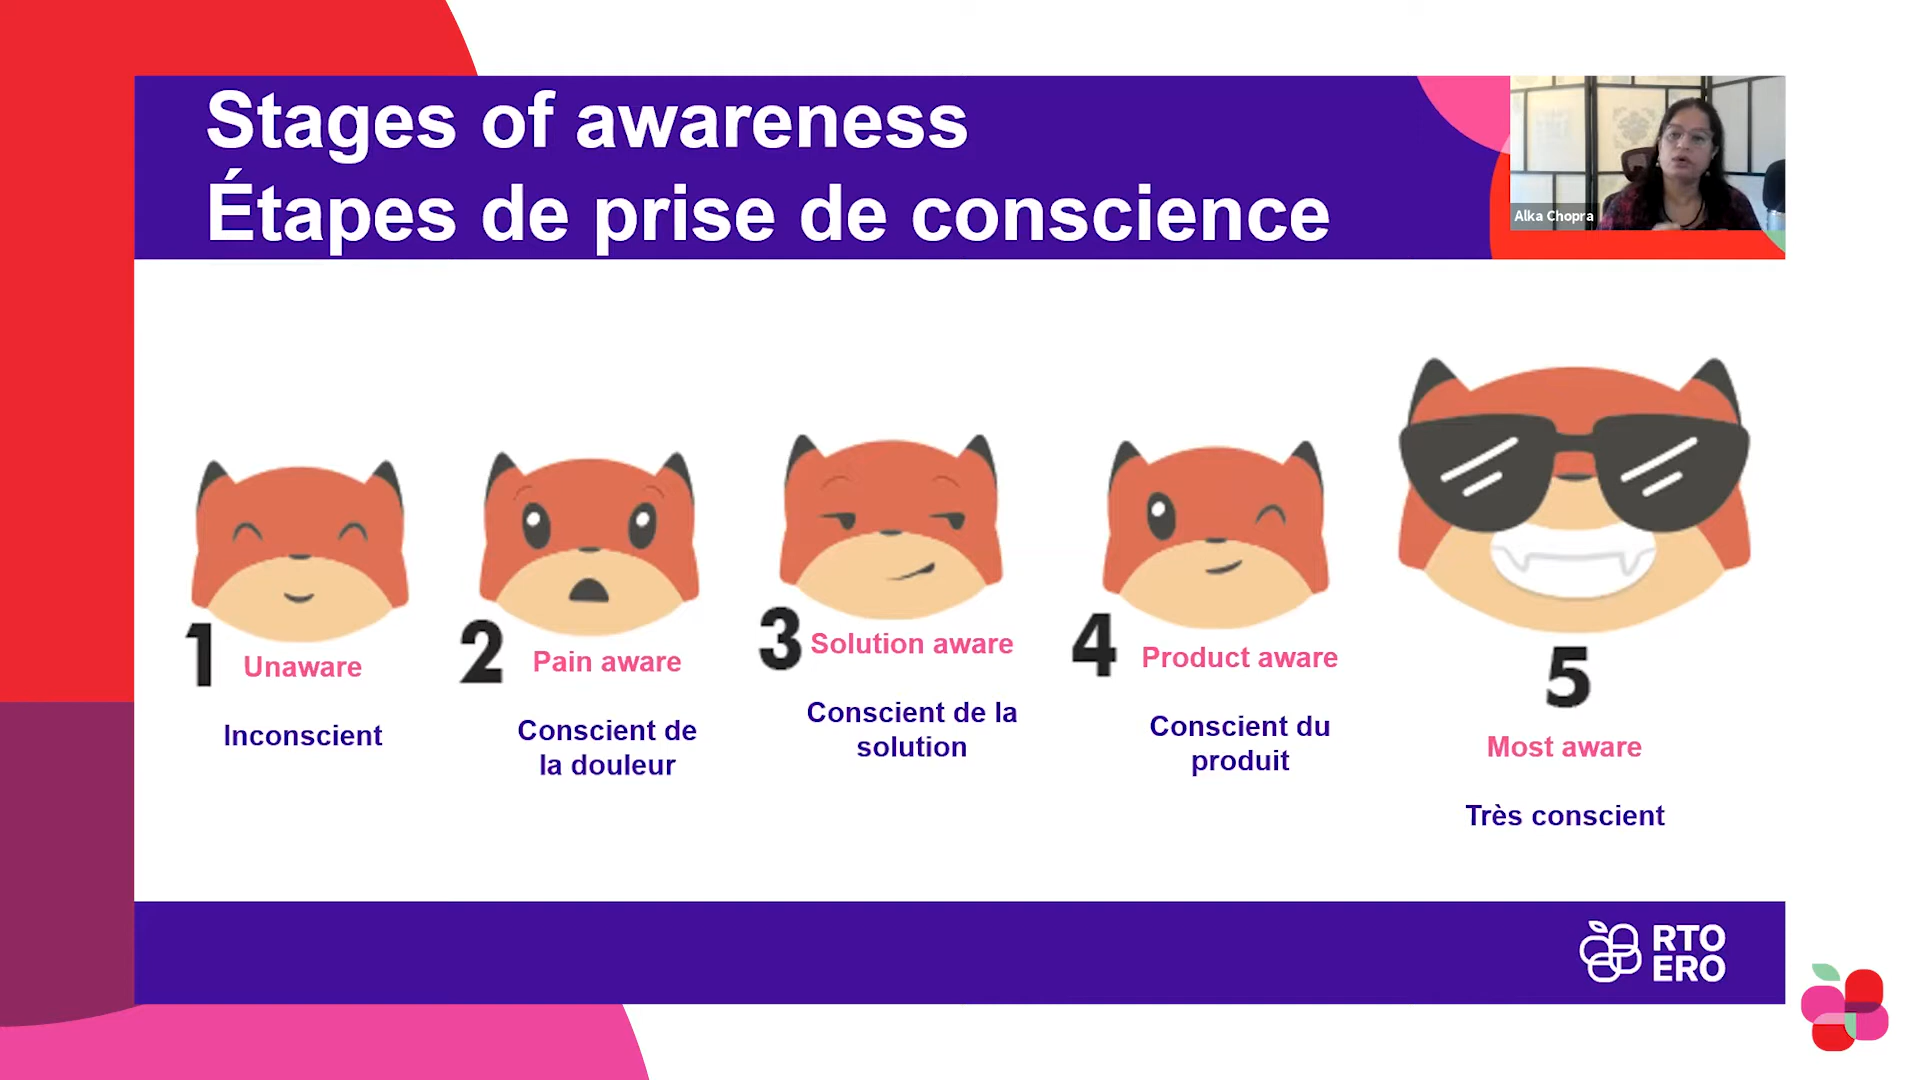 Stages of awareness
Étapes de prise de conscience
Alka Chopra
1
Unaware
Inconscient
2
Pain aware
Conscient de
la douleur
3
Solution aware
Conscient de la
solution
4
Product aware
Conscient du
produit
5
Most aware
Très conscient
RTO
ERO